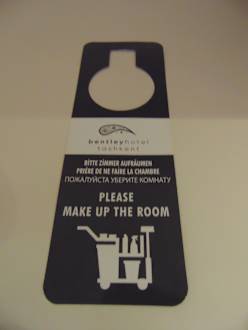 bentleyhotel
tashkent
BITTE ZIMMER AUFRÄUMEN
PRIÈRE DE NE FAIRE LA CHAMBRE
ПОЖАЛУЙСТА УБЕРИТЕ КОМНАТУ
PLEASE
MAKE UP THE ROOM